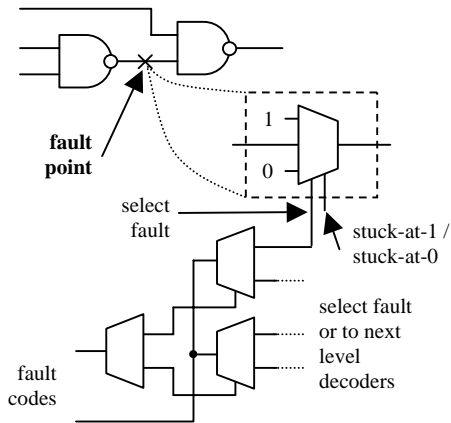 fault
point
1
0
select
fault
stuck-at-1 /
stuck-at-0
select fault
or to next
level
decoders
fault
codes